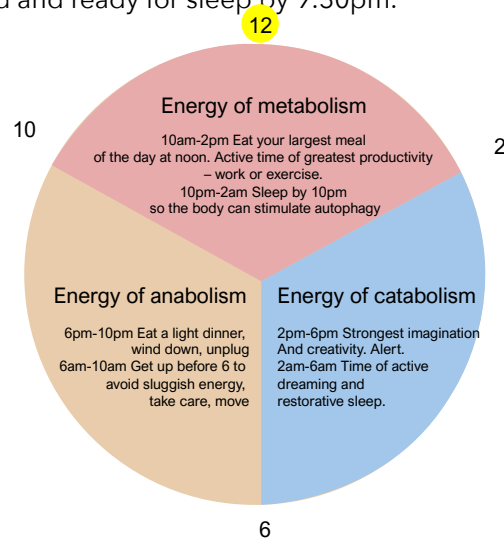 d and ready for sleep by 9:30pm.
12
10
2
Energy of metabolism
10am-2pm Eat your largest meal
of the day at noon. Active time of greatest productivity
– work or exercise.
10pm-2am Sleep by 10pm
so the body can stimulate autophagy
Energy of anabolism
6pm-10pm Eat a light dinner,
wind down, unplug
6am-10am Get up before 6 to
avoid sluggish energy,
take care, move
Energy of catabolism
2pm-6pm Strongest imagination
And creativity. Alert.
2am-6am Time of active
dreaming and
restorative sleep.
6